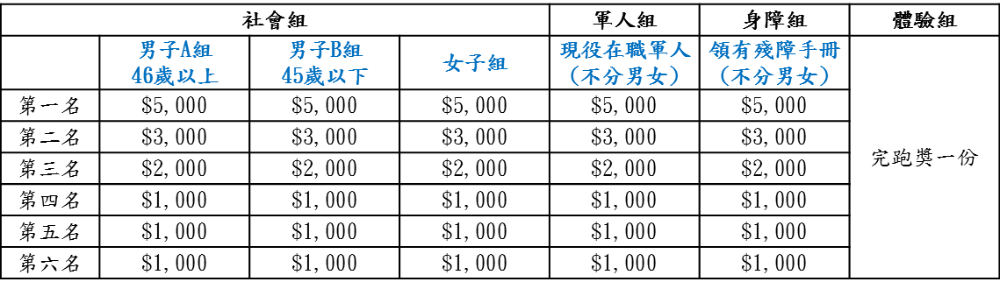 社會組 軍人組 身障組 體驗組
男子A組 男子B組 女子組 現役在職軍人 領有殘障手冊
46歲以上 45歲以下 (不分男女) (不分男女)
第一名 $5,000 $5,000 $5,000 $5,000 $5,000
第二名 $3,000 $3,000 $3,000 $3,000 $3,000
第三名 $2,000 $2,000 $2,000 $2,000 $2,000 完跑獎一份
第四名 $1,000 $1,000 $1,000 $1,000 $1,000
第五名 $1,000 $1,000 $1,000 $1,000 $1,000
第六名 $1,000 $1,000 $1,000 $1,000 $1,000